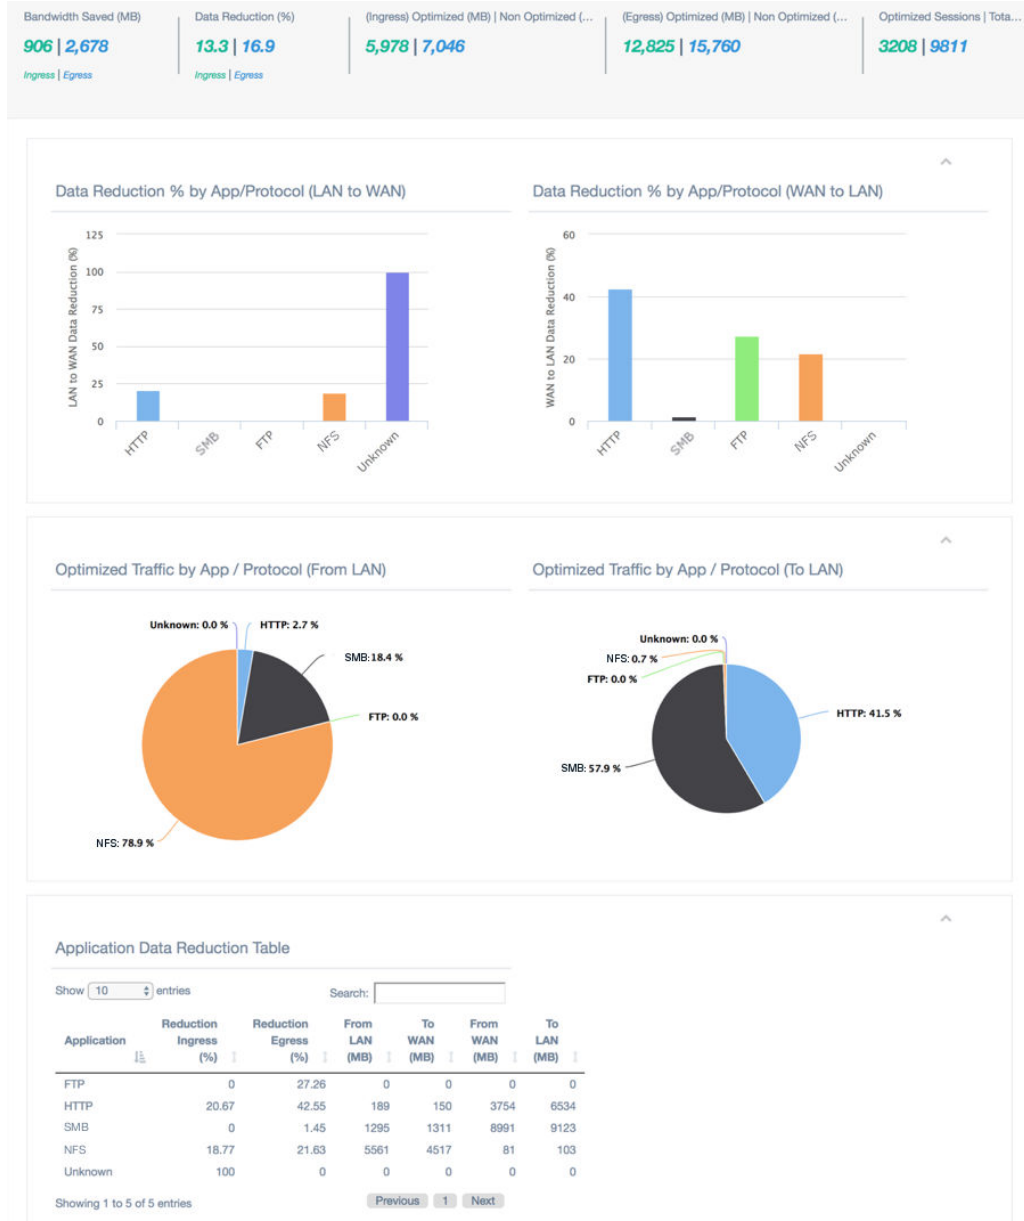 Bandwidth Saved (MB)
906 | 2,678
Ingress | Egress
Data Reduction (%)
13.3 | 16.9
Ingress | Egress
(Ingress) Optimized (MB) | Non Optimized (...
5,978 | 7,046
(Egress) Optimized (MB) | Non Optimized (...
12,825 | 15,760
Optimized Sessions | Tota...
3208 | 9811
Data Reduction % by App/Protocol (LAN to WAN)
LAN to WAN Data Reduction (%)
125
100
75
50
25
0
HTTP
SMB
FTP
NFS
Unknown
Data Reduction % by App/Protocol (WAN to LAN)
WAN to LAN Data Reduction (%)
60
40
20
0
HTTP
SMB
FTP
NFS
Unknown
Optimized Traffic by App / Protocol (From LAN)
Unknown: 0.0 %
HTTP: 2.7 %
SMB: 18.4 %
FTP: 0.0 %
NFS: 78.9 %
Optimized Traffic by App / Protocol (To LAN)
Unknown: 0.0 %
NFS: 0.7 %
FTP: 0.0 %
HTTP: 41.5 %
SMB: 57.9 %
Application Data Reduction Table
Show 10 entries
Search:
Application Reduction Ingress (%) Reduction Egress (%) From LAN (MB) To WAN (MB) From WAN (MB) To LAN (MB)
FTP 0 27.26 0 0 0 0
HTTP 20.67 42.55 189 150 3754 6534
SMB 0 1.45 1295 1311 8991 9123
NFS 18.77 21.63 5561 4517 81 103
Unknown 100 0 0 0 0 0
Showing 1 to 5 of 5 entries
Previous 1 Next